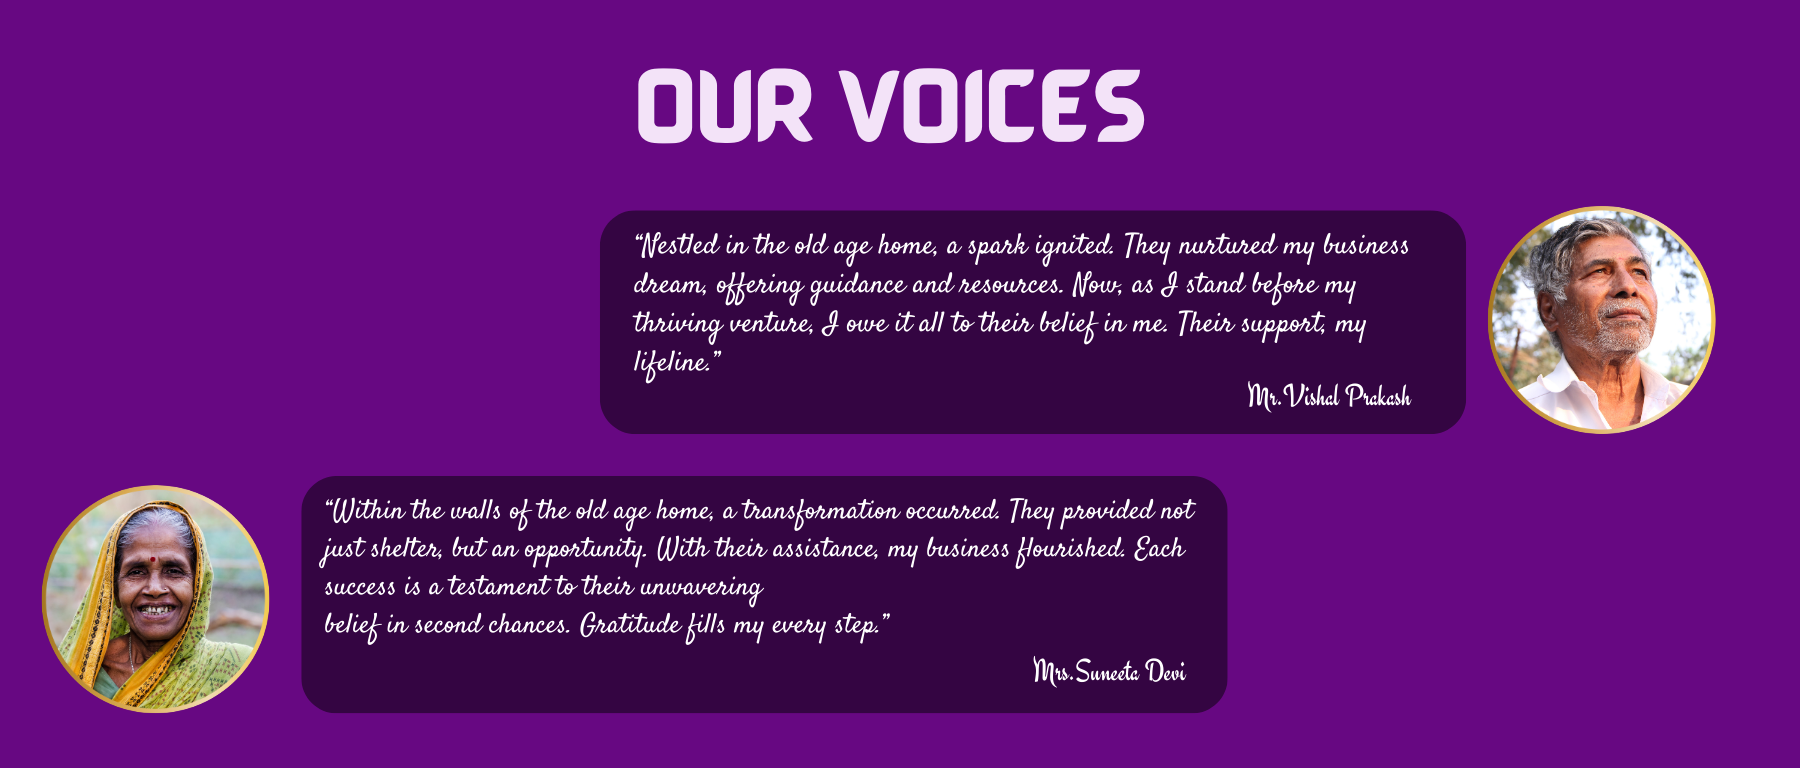 OUR VOICES
“Nestled in the old age home, a spark ignited. They nurtured my business
dream, offering guidance and resources. Now, as I stand before my
thriving venture, I owe it all to their belief in me. Their support, my
lifeline.”
Mr.Vishal Prakash
“Within the walls of the old age home, a transformation occurred. They provided not
just shelter, but an opportunity. With their assistance, my business flourished. Each
success is a testament to their unwavering
belief in second chances. Gratitude fills my every step.”
Mrs.Suneeta Devi